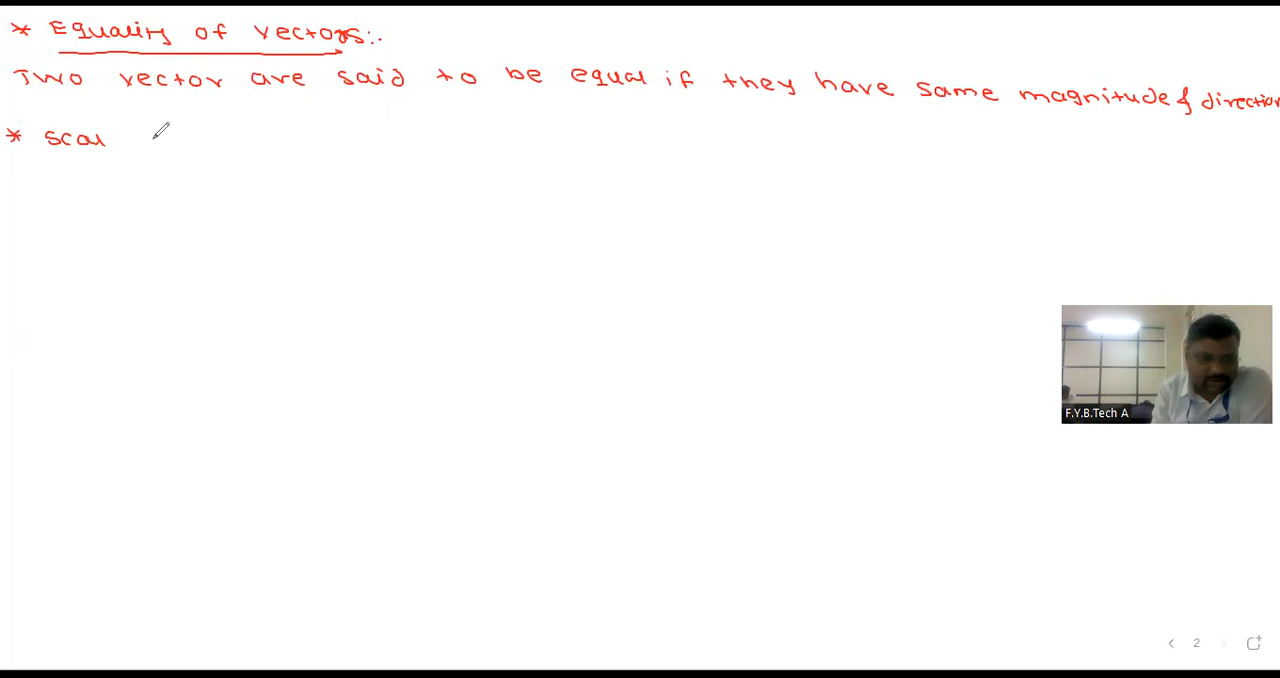 * Equality of vectors:.
Two vector are said to be equal if they have same magnitude & direction
* scal
F.Y.B.Tech A
< 2 >